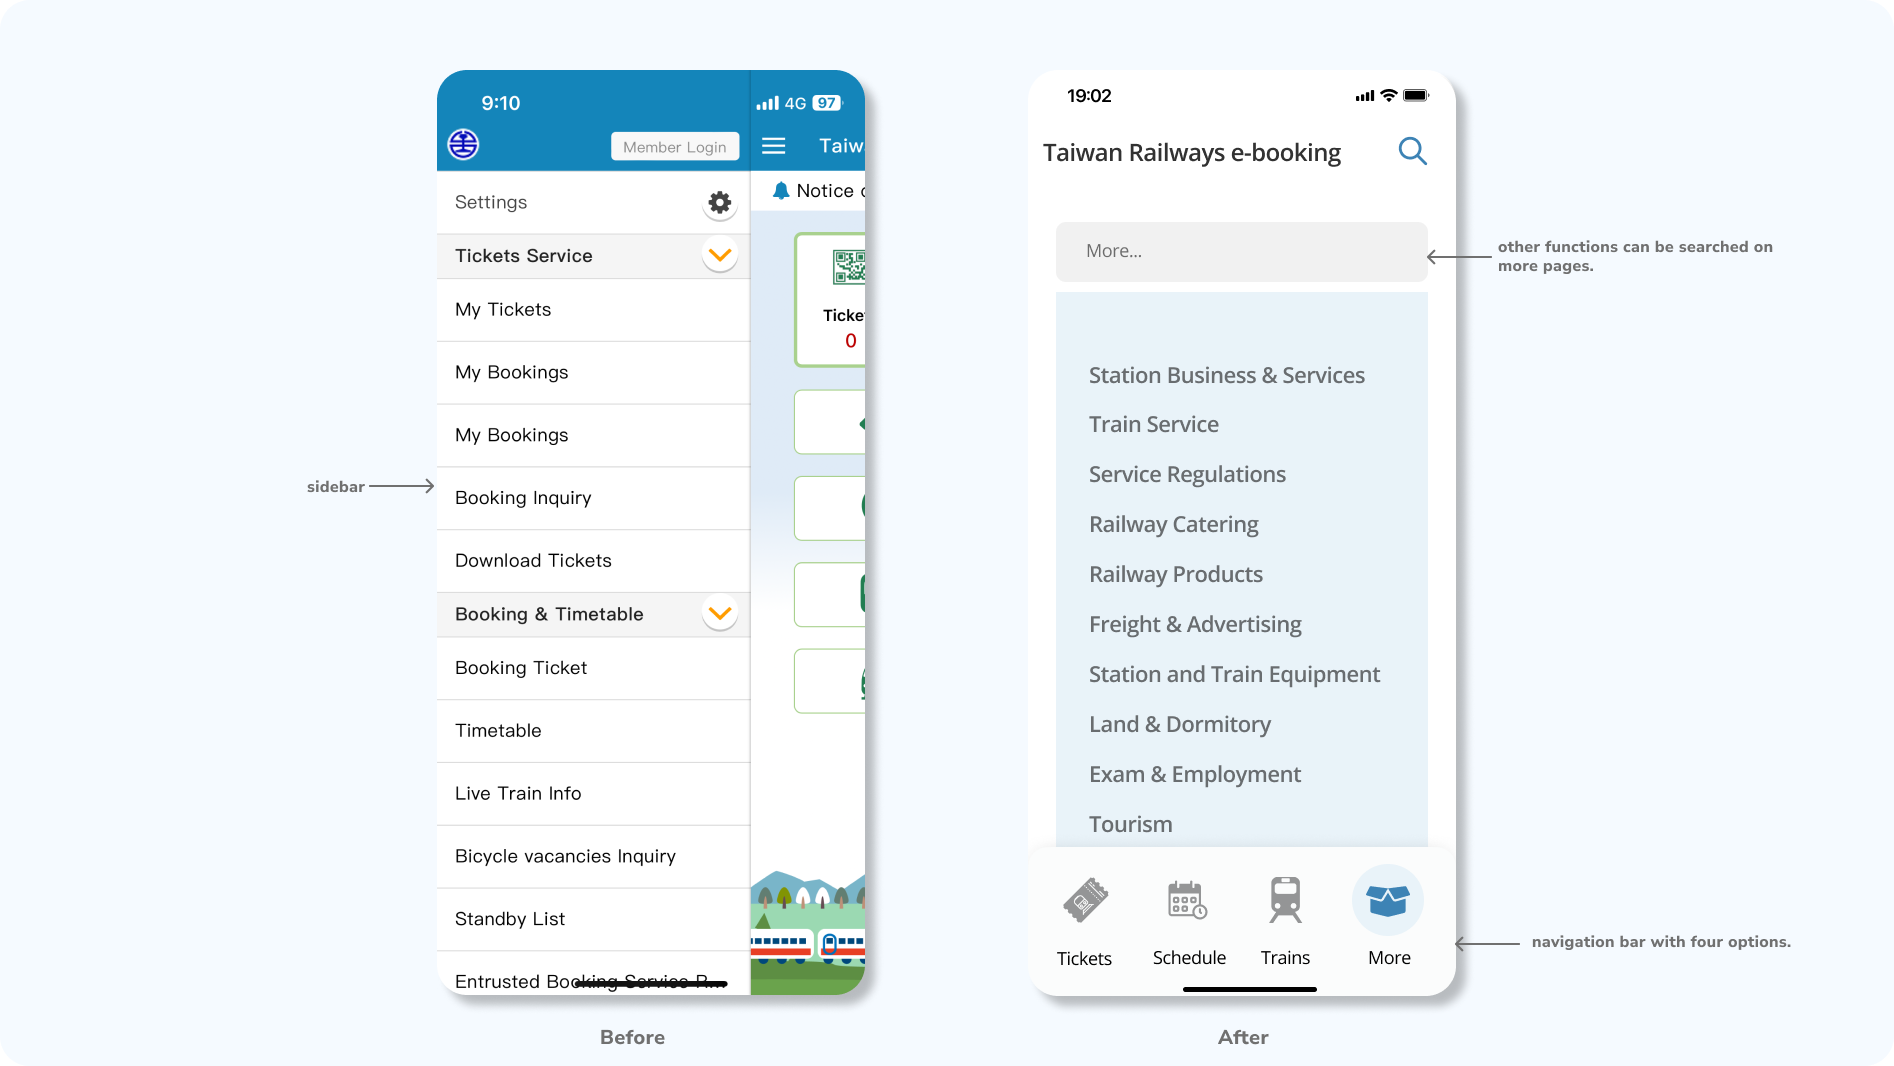 9:10
4G 97
Member Login
Taiw
Settings
Notice
Tickets Service
My Tickets
Ticke
0
My Bookings
My Bookings
sidebar
Booking Inquiry
Download Tickets
Booking & Timetable
Booking Ticket
Timetable
Live Train Info
Bicycle vacancies Inquiry
Standby List
Entrusted Booking Service R...
Before
19:02
Taiwan Railways e-booking
More...
other functions can be searched on
more pages.
Station Business & Services
Train Service
Service Regulations
Railway Catering
Railway Products
Freight & Advertising
Station and Train Equipment
Land & Dormitory
Exam & Employment
Tourism
Tickets
Schedule
Trains
More
navigation bar with four options.
After